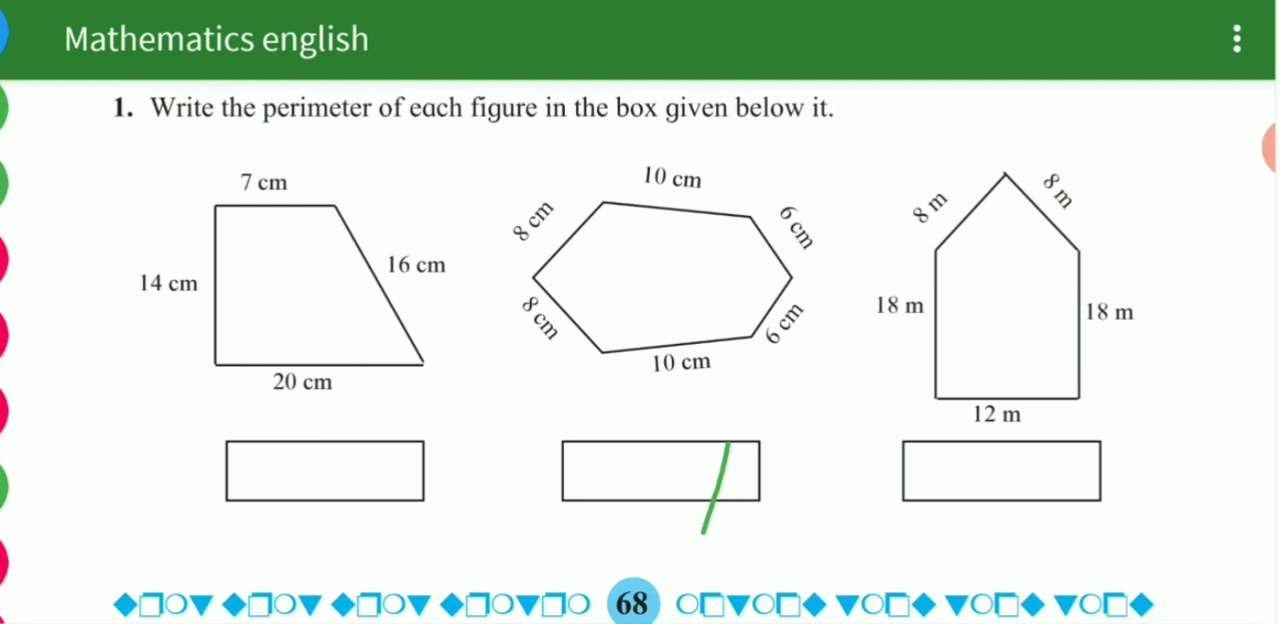 Mathematics english
1. Write the perimeter of each figure in the box given below it.
7 cm
14 cm
16 cm
20 cm
10 cm
8 cm
6 cm
8 cm
6 cm
10 cm
8 m
8 m
18 m
18 m
12 m
68